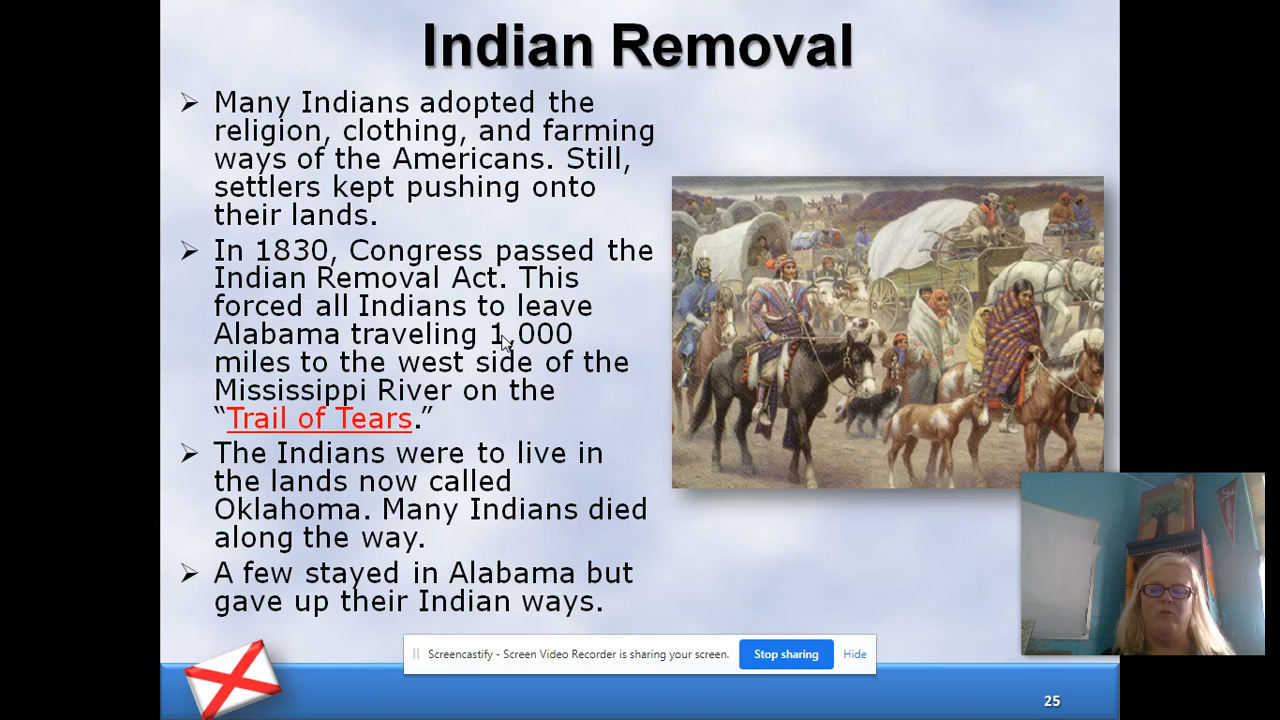 Indian Removal
➢ Many Indians adopted the
religion, clothing, and farming
ways of the Americans. Still,
settlers kept pushing onto
their lands.
➢ In 1830, Congress passed the
Indian Removal Act. This
forced all Indians to leave
Alabama traveling 1,000
miles to the west side of the
Mississippi River on the
“Trail of Tears.”
➢ The Indians were to live in
the lands now called
Oklahoma. Many Indians died
along the way.
➢ A few stayed in Alabama but
gave up their Indian ways.
Screencastify - Screen Video Recorder is sharing your screen. Stop sharing Hide
25